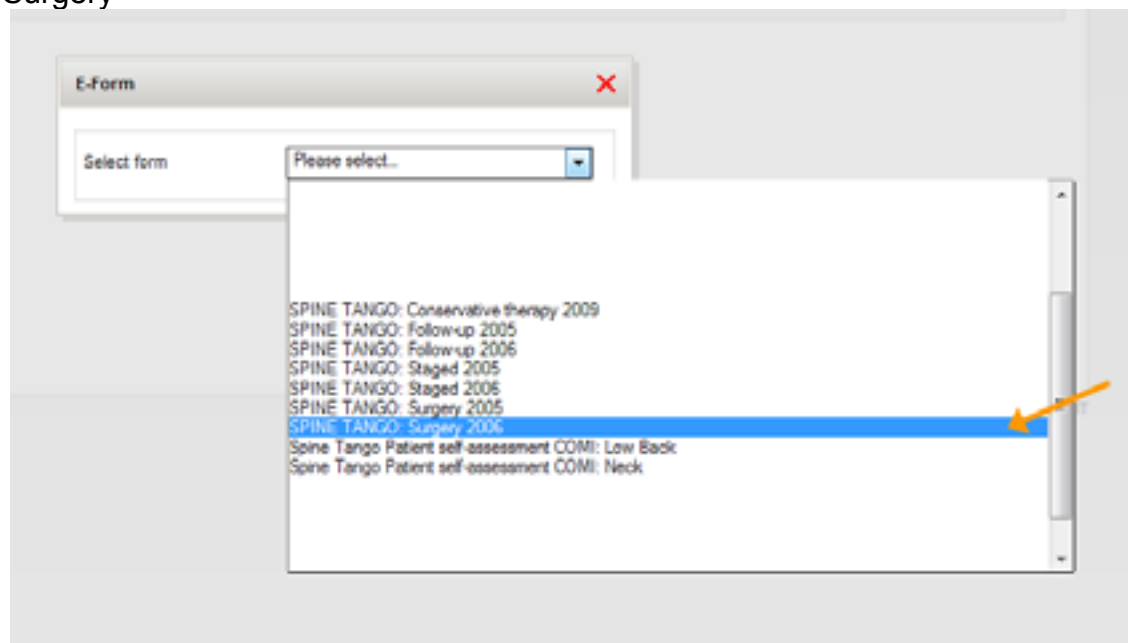 Surgery
E-Form
Select form
Please select...
SPINE TANGO: Conservative therapy 2009
SPINE TANGO: Follow-up 2005
SPINE TANGO: Follow-up 2006
SPINE TANGO: Staged 2005
SPINE TANGO: Staged 2006
SPINE TANGO: Surgery 2005
SPINE TANGO: Surgery 2006
Spine Tango Patient self-assessment COMI: Low Back
Spine Tango Patient self-assessment COMI: Neck